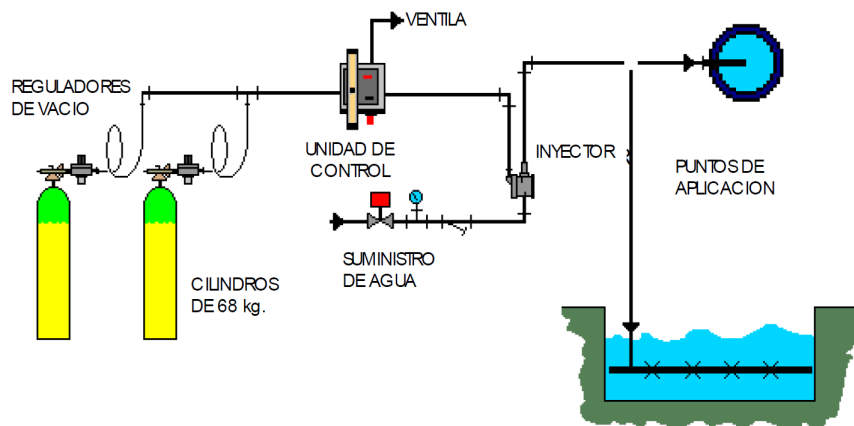 VENTILA
REGULADORES
DE VACIO
UNIDAD DE
CONTROL
INYECTOR
PUNTOS DE
APLICACION
SUMINISTRO
DE AGUA
CILINDROS
DE 68 kg.